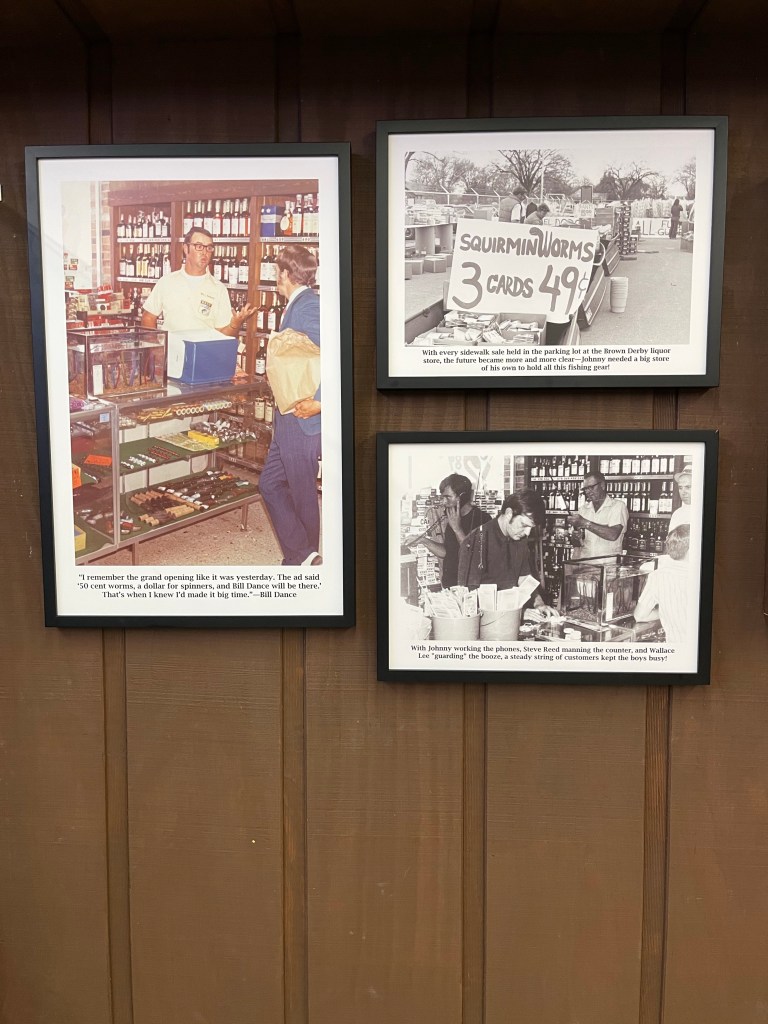 "I remember the grand opening like it was yesterday. The ad said
'50 cent worms, a dollar for spinners, and Bill Dance will be there.'
That's when I knew I'd made it big time."—Bill Dance
SQUIRMIN WORMS
3 CARDS 49¢
With every sidewalk sale held in the parking lot at the Brown Derby liquor
store, the future became more and more clear—Johnny needed a big store
of his own to hold all this fishing gear!
With Johnny working the phones, Steve Reed manning the counter, and Wallace
Lee "guarding" the booze, a steady string of customers kept the boys busy!